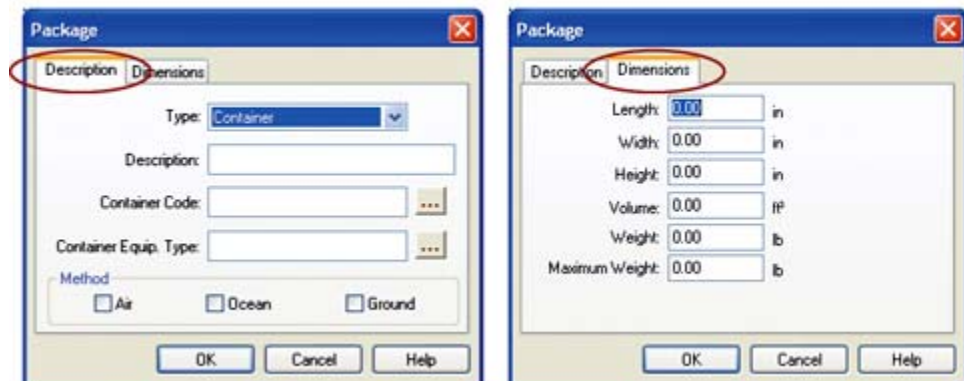 Package
Description Dimensions
Type: Container
Description:
Container Code: ...
Container Equip. Type: ...
Method
Air Ocean Ground
OK Cancel Help
Package
Description Dimensions
Length: 0.00 in
Width: 0.00 in
Height: 0.00 in
Volume: 0.00 ft³
Weight: 0.00 lb
Maximum Weight: 0.00 lb
OK Cancel Help